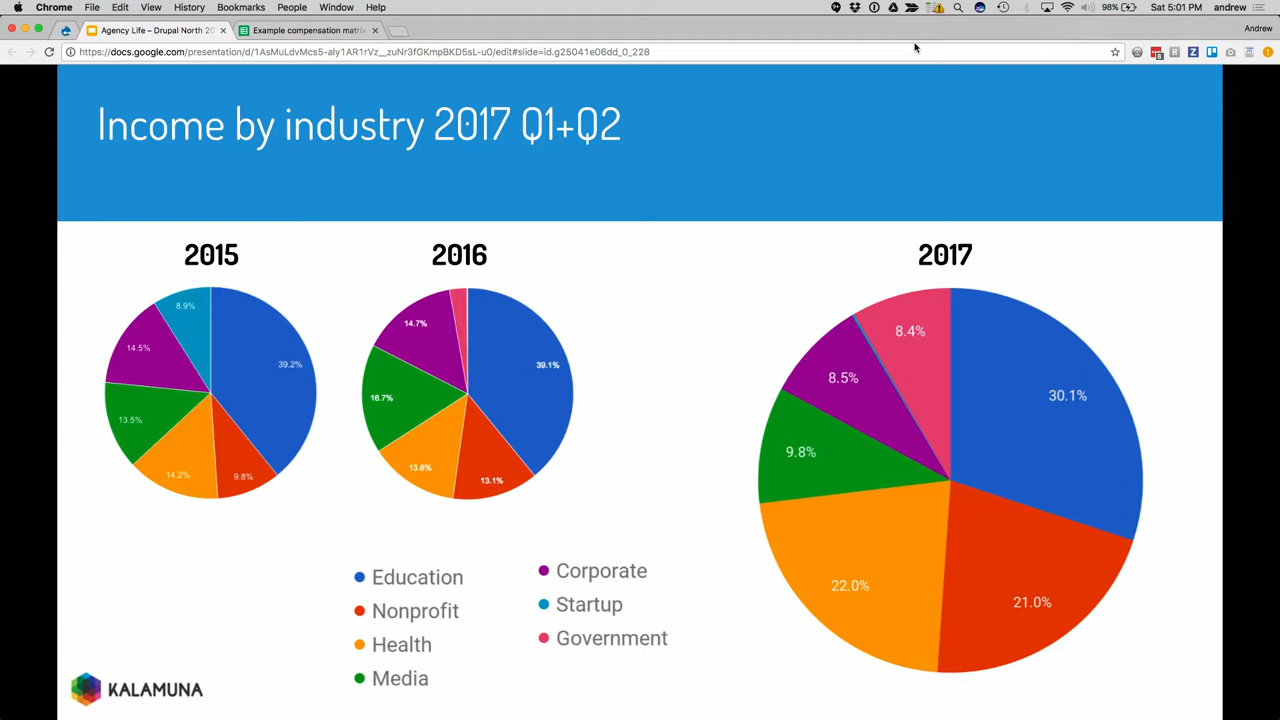 Chrome File Edit View History Bookmarks People Window Help 98% Sat 5:01 PM andrew
Agency Life – Drupal North 20 Example compensation matri Andrew
https://docs.google.com/presentation/d/1AsMuLdvMcs5-aly1AR1rVz__zuNr3fGKmpBKD5sL-u0/edit#slide=id.g25041e06dd_0_228
Income by industry 2017 Q1+Q2
2015 2016 2017
8.9%
14.5%
39.2%
13.5%
14.2%
9.8%
14.7%
39.1%
16.7%
13.6%
13.1%
8.4%
8.5%
30.1%
9.8%
22.0%
21.0%
Education
Nonprofit
Health
Media
Corporate
Startup
Government
KALAMUNA